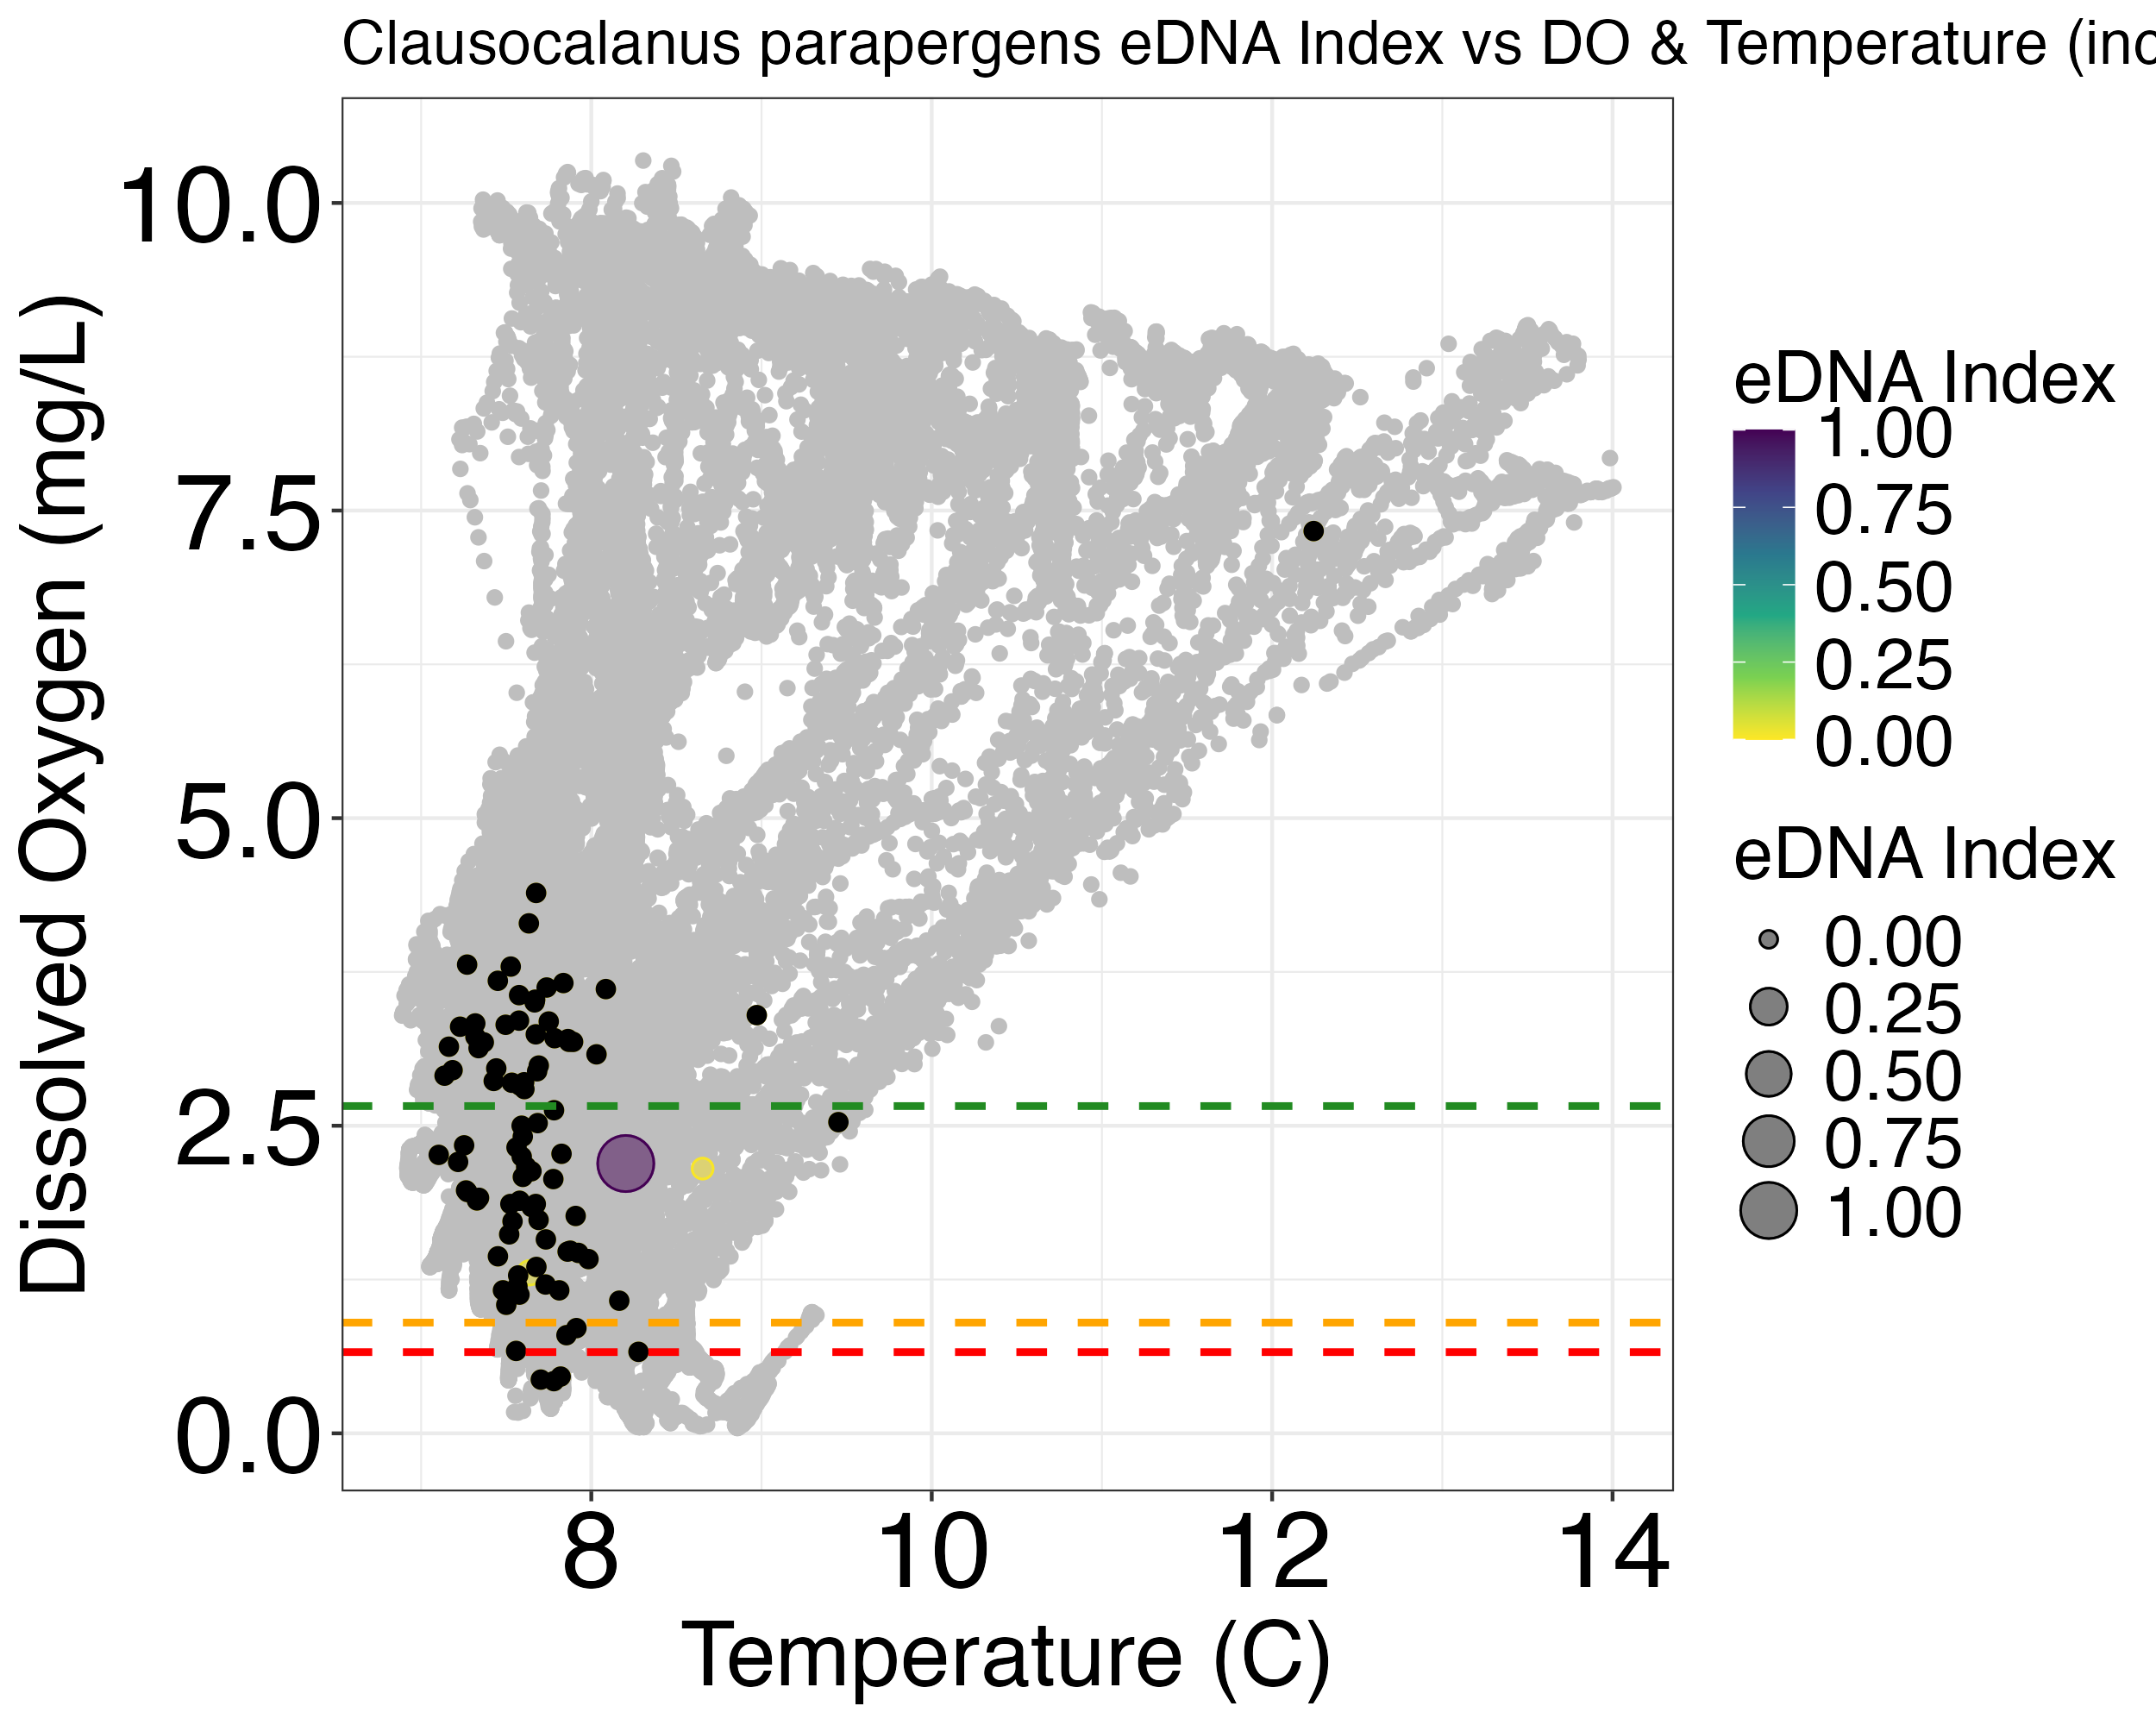 Clausocalanus parapergens eDNA Index vs DO & Temperature (inc
Dissolved Oxygen (mg/L)
10.0
7.5
5.0
2.5
0.0
8 10 12 14
Temperature (C)
eDNA Index
1.00
0.75
0.50
0.25
0.00
eDNA Index
0.00
0.25
0.50
0.75
1.00